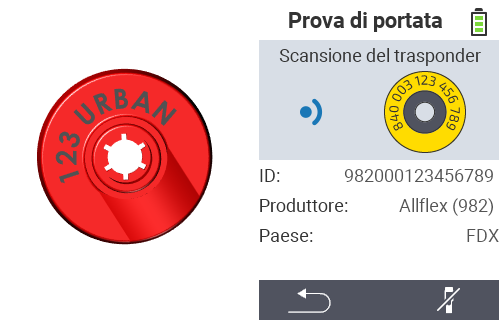 123 URBAN
Prova di portata
Scansione del trasponder
840 003 123 456 789
ID: 982000123456789
Produttore: Allflex (982)
Paese: FDX